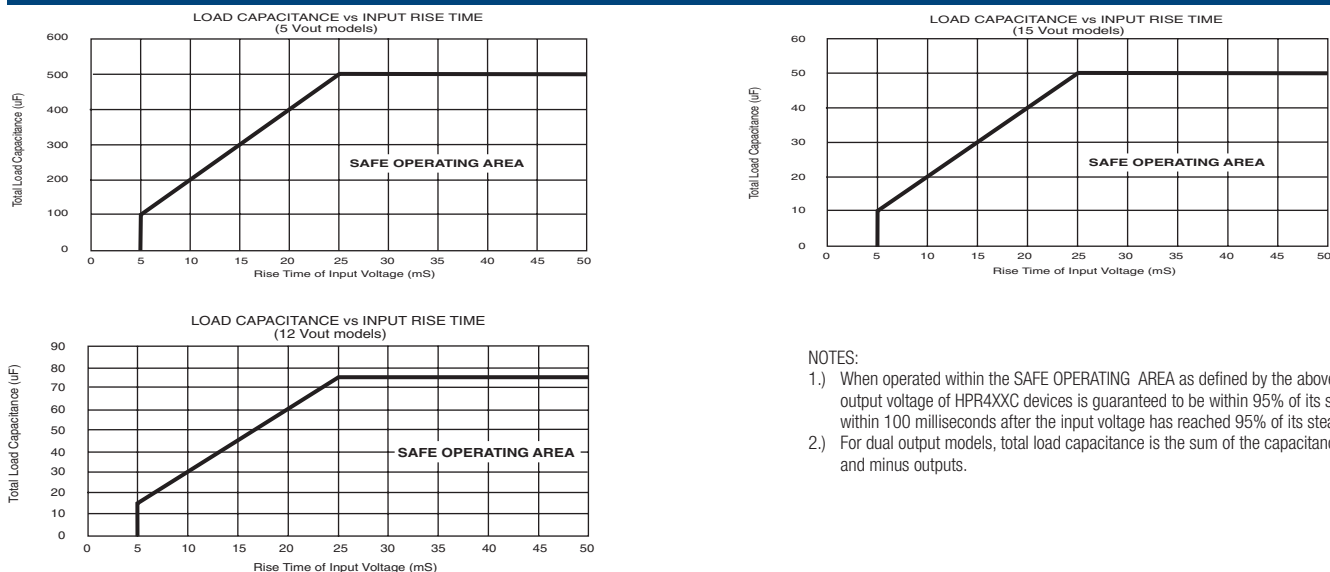 LOAD CAPACITANCE vs INPUT RISE TIME
(5 Vout models)
600
500
400
300
200
100
0
Total Load Capacitance (uF)
SAFE OPERATING AREA
0 5 10 15 20 25 30 35 40 45 50
Rise Time of Input Voltage (mS)
LOAD CAPACITANCE vs INPUT RISE TIME
(15 Vout models)
60
50
40
30
20
10
0
Total Load Capacitance (uF)
SAFE OPERATING AREA
0 5 10 15 20 25 30 35 40 45 50
Rise Time of Input Voltage (mS)
LOAD CAPACITANCE vs INPUT RISE TIME
(12 Vout models)
90
80
70
60
50
40
30
20
10
0
Total Load Capacitance (uF)
SAFE OPERATING AREA
0 5 10 15 20 25 30 35 40 45 50
Rise Time of Input Voltage (mS)
NOTES:
1.) When operated within the SAFE OPERATING AREA as defined by the above
output voltage of HPR4XXC devices is guaranteed to be within 95% of its
within 100 milliseconds after the input voltage has reached 95% of its
2.) For dual output models, total load capacitance is the sum of the
and minus outputs.